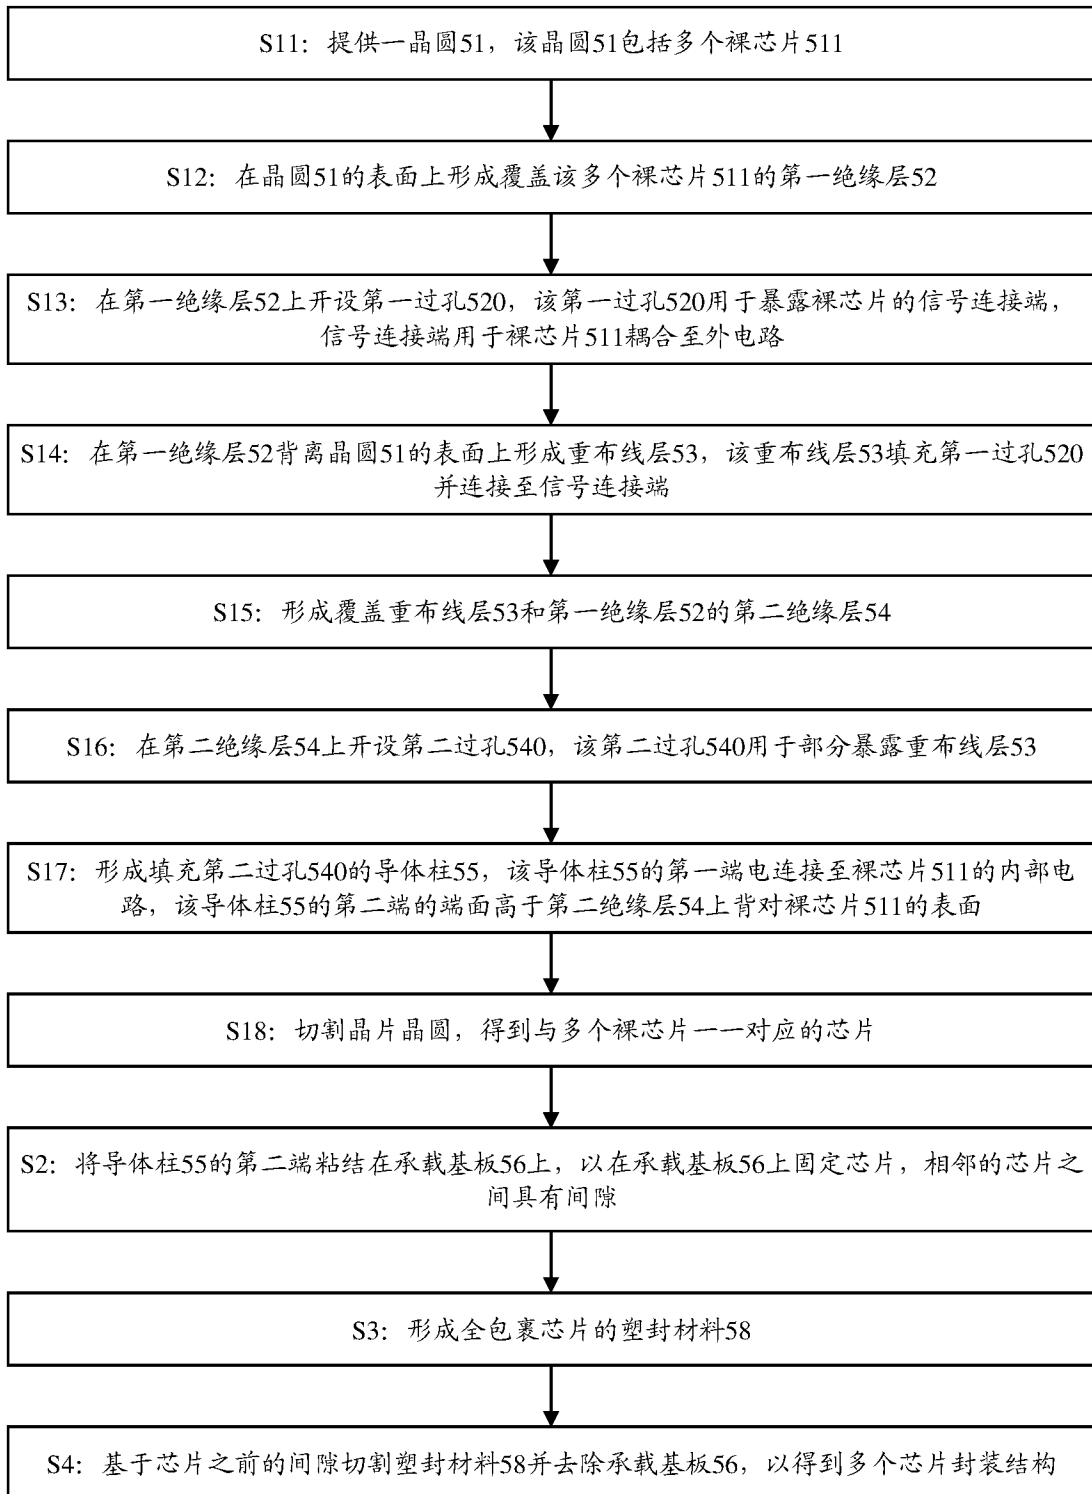 S11：提供一晶圆51，该晶圆51包括多个裸芯片511
S12：在晶圆51的表面上形成覆盖该多个裸芯片511的第一绝缘层52
S13：在第一绝缘层52上开设第一过孔520，该第一过孔520用于暴露裸芯片的信号连接端，
信号连接端用于裸芯片511耦合至外电路
S14：在第一绝缘层52背离晶圆51的表面上形成重布线层53，该重布线层53填充第一过孔520
并连接至信号连接端
S15：形成覆盖重布线层53和第一绝缘层52的第二绝缘层54
S16：在第二绝缘层54上开设第二过孔540，该第二过孔540用于部分暴露重布线层53
S17：形成填充第二过孔540的导体柱55，该导体柱55的第一端电连接至裸芯片511的内部电
路，该导体柱55的第二端的端面高于第二绝缘层54上背对裸芯片511的表面
S18：切割晶片晶圆，得到与多个裸芯片一一对应的芯片
S2：将导体柱55的第二端粘结在承载基板56上，以在承载基板56上固定芯片，相邻的芯片之
间具有间隙
S3：形成全包裹芯片的塑封材料58
S4：基于芯片之前的间隙切割塑封材料58并去除承载基板56，以得到多个芯片封装结构